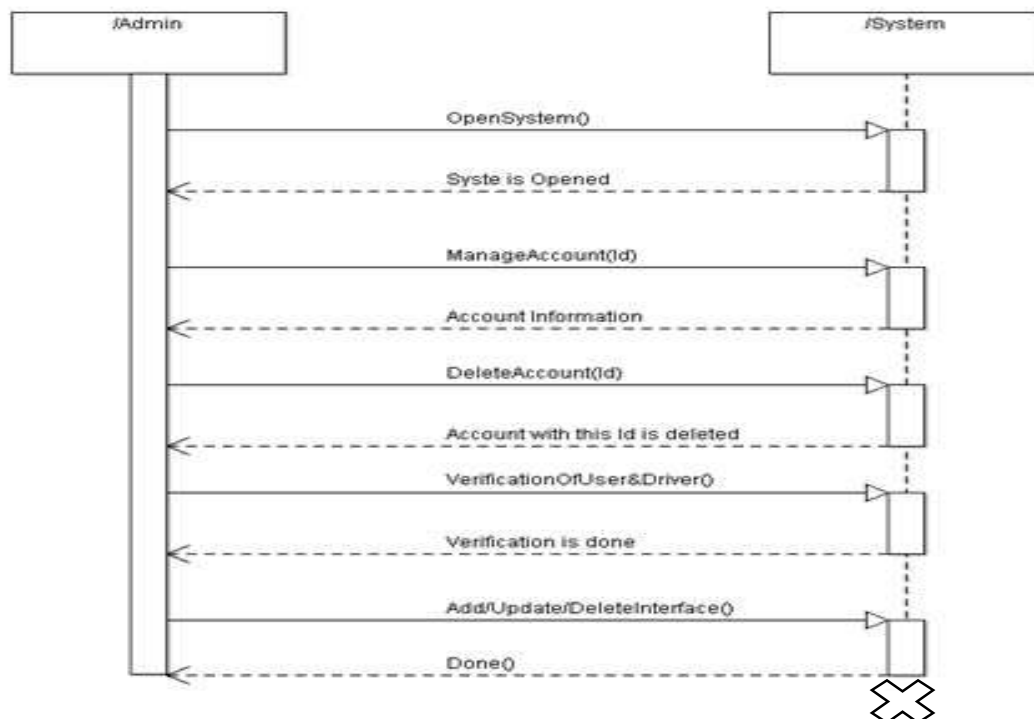 /Admin
/System
OpenSystem()
Syste is Opened
ManageAccount(Id)
Account Information
DeleteAccount(Id)
Account with this Id is deleted
VerificationOfUser&Driver()
Verification is done
Add/Update/DeleteInterface()
Done()